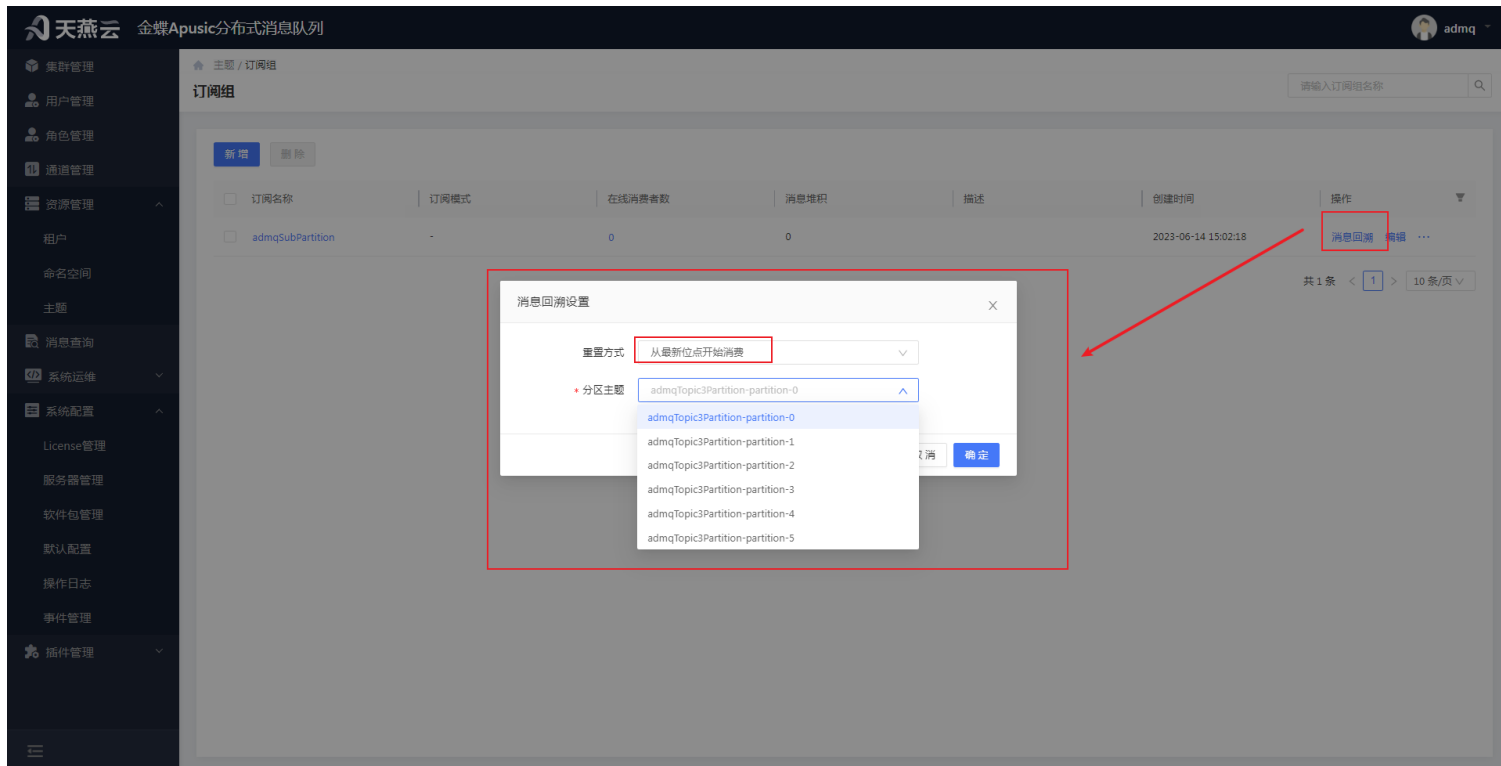 天燕云 金蝶Apusic分布式消息队列
admq
集群管理
用户管理
角色管理
通道管理
资源管理
租户
命名空间
主题
消息查询
系统运维
系统配置
License管理
服务器管理
软件包管理
默认配置
操作日志
事件管理
插件管理
主题 / 订阅组
订阅组
请输入订阅组名称
新 增 删 除
订阅名称 订阅模式 在线消费者数 消息堆积 描述 创建时间 操作
admqSubPartition - 0 0 2023-06-14 15:02:18 消息回溯 编辑 ···
共 1 条 < 1 > 10 条/页
消息回溯设置
重置方式 从最新位点开始消费
* 分区主题 admqTopic3Partition-partition-0
admqTopic3Partition-partition-0
admqTopic3Partition-partition-1
admqTopic3Partition-partition-2
admqTopic3Partition-partition-3
admqTopic3Partition-partition-4
admqTopic3Partition-partition-5
消 确 定